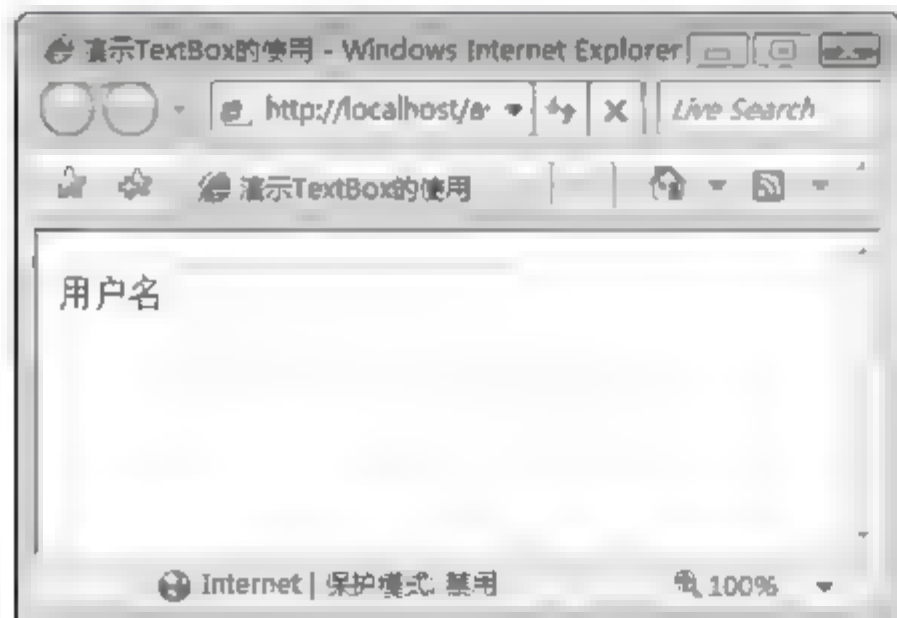 演示TextBox的使用 - Windows Internet Explorer
http://localhost/a
Live Search
演示TextBox的使用
用户名
Internet | 保护模式: 禁用
100%